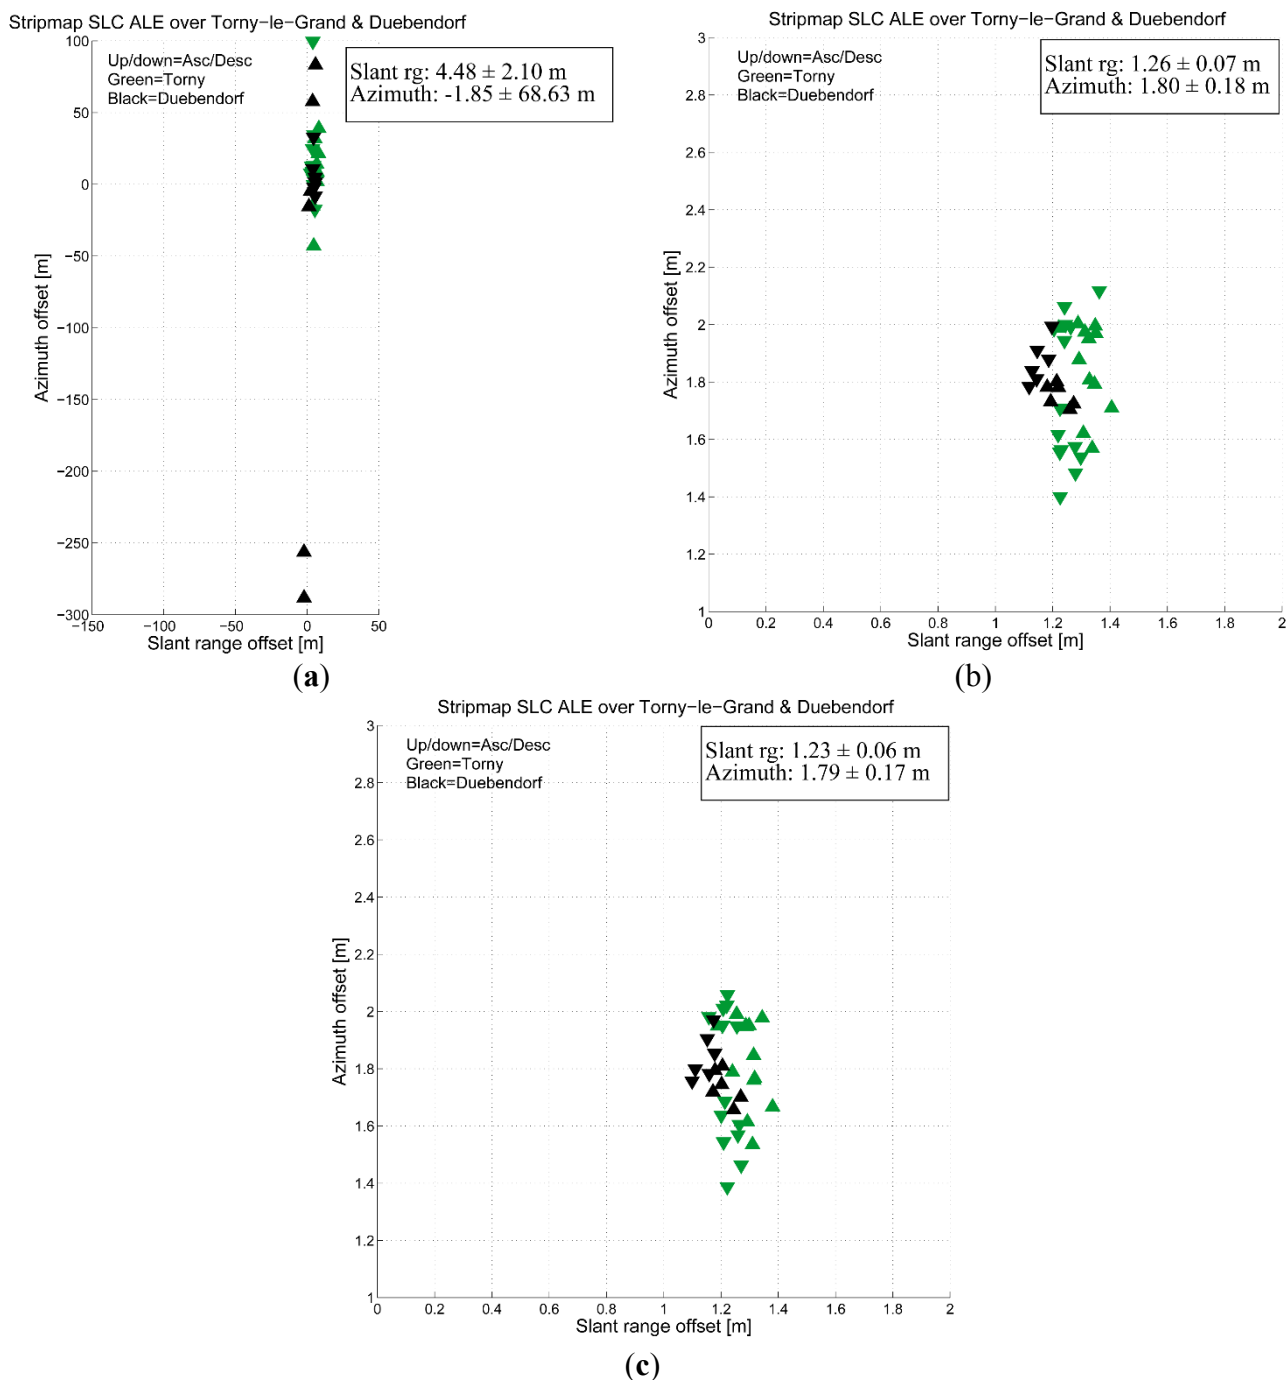 Stripmap SLC ALE over Torny−le−Grand & Duebendorf
Up/down=Asc/Desc
Green=Torny
Black=Duebendorf
Slant rg: 4.48 ± 2.10 m
Azimuth: -1.85 ± 68.63 m
100
50
0
−50
−100
−150
−200
−250
−300
Azimuth offset [m]
−150
−100
−50
0
50
Slant range offset [m]
(a)
Stripmap SLC ALE over Torny−le−Grand & Duebendorf
Up/down=Asc/Desc
Green=Torny
Black=Duebendorf
Slant rg: 1.26 ± 0.07 m
Azimuth: 1.80 ± 0.18 m
3
2.8
2.6
2.4
2.2
2
1.8
1.6
1.4
1.2
1
Azimuth offset [m]
0
0.2
0.4
0.6
0.8
1
1.2
1.4
1.6
1.8
2
Slant range offset [m]
(b)
Stripmap SLC ALE over Torny−le−Grand & Duebendorf
Up/down=Asc/Desc
Green=Torny
Black=Duebendorf
Slant rg: 1.23 ± 0.06 m
Azimuth: 1.79 ± 0.17 m
3
2.8
2.6
2.4
2.2
2
1.8
1.6
1.4
1.2
1
Azimuth offset [m]
0
0.2
0.4
0.6
0.8
1
1.2
1.4
1.6
1.8
2
Slant range offset [m]
(c)